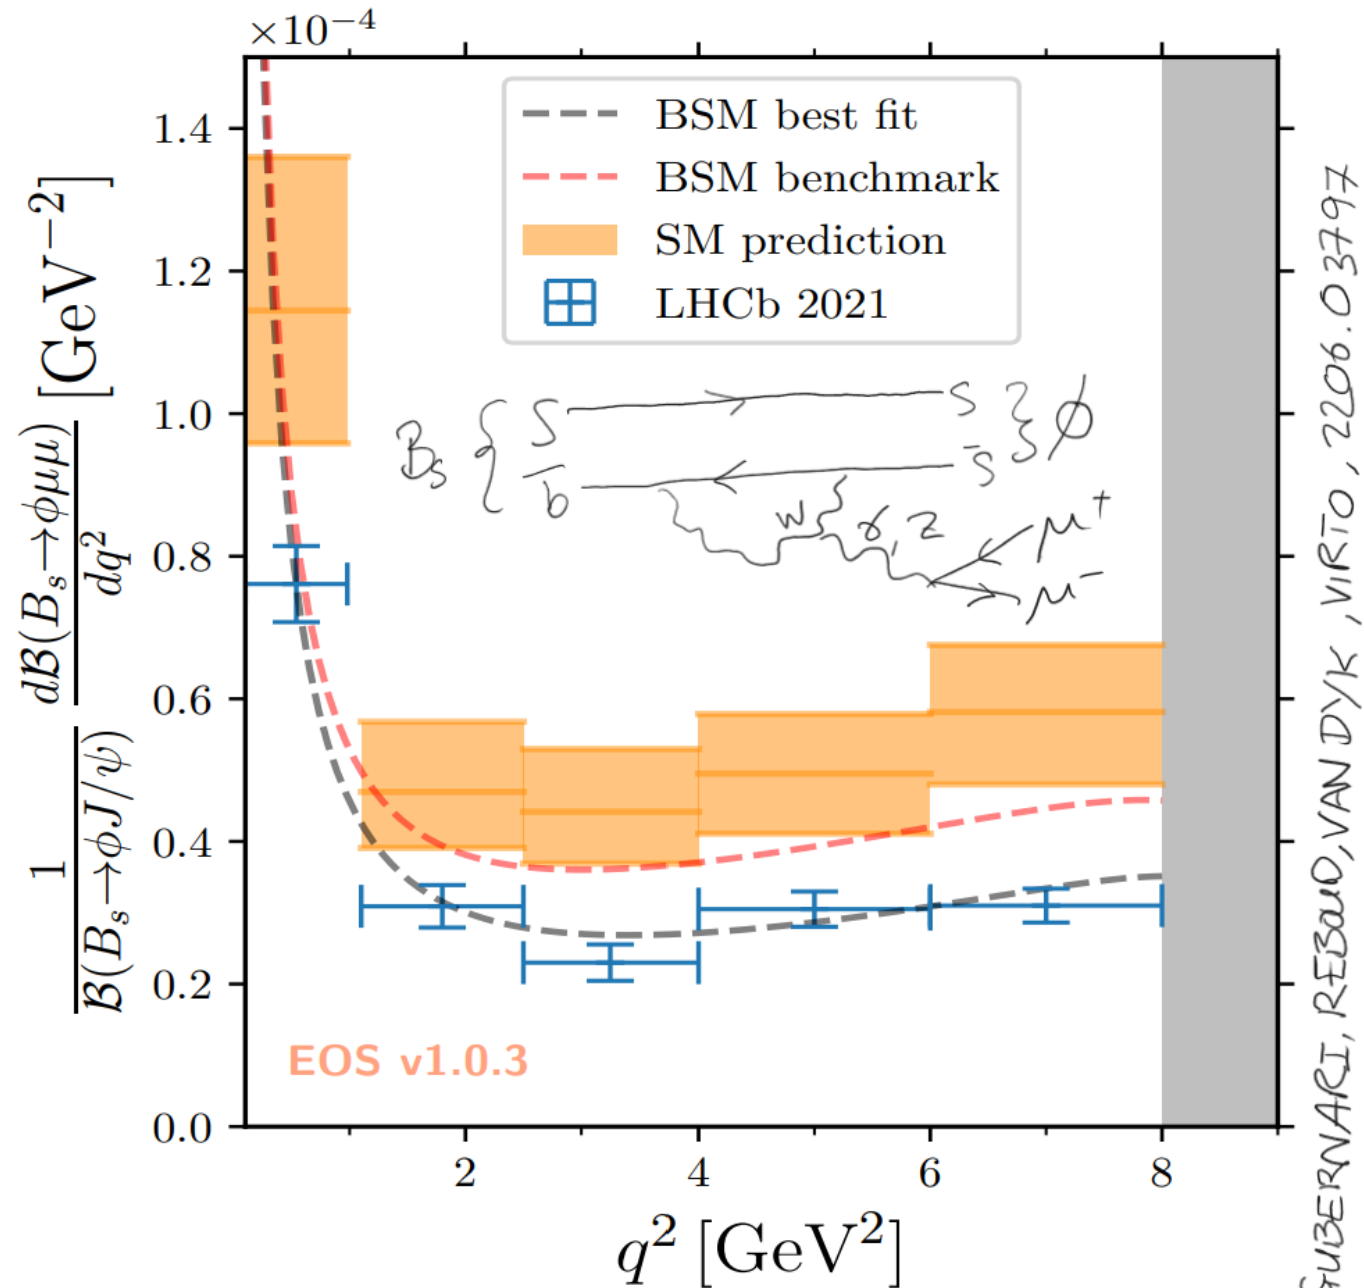 ×10⁻⁴
1.4
1.2
1.0
0.8
0.6
0.4
0.2
0.0
1/B(Bₛ→ϕJ/ψ) dB(Bₛ→ϕμμ)/dq² [GeV⁻²]
BSM best fit
BSM benchmark
SM prediction
LHCb 2021
Bₛ { s s } ϕ
b̄ s̄
W γ, Z μ⁺
μ⁻
EOS v1.0.3
2 4 6 8
q² [GeV²]
GUBERNARI, REBOUD, VAN DYK, VIRTO, 2206.03797